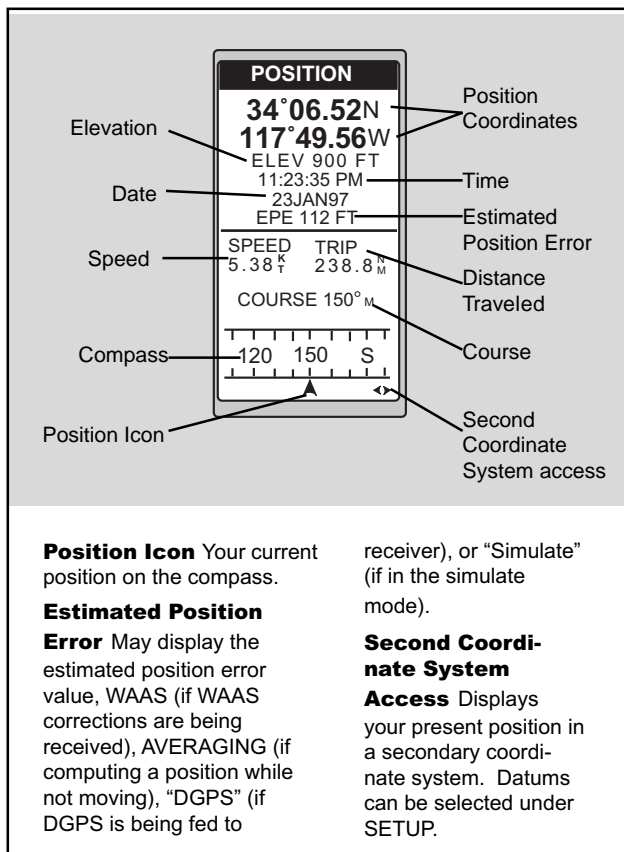 POSITION
34°06.52N
117°49.56W
ELEV 900 FT
11:23:35 PM
23JAN97
EPE 112 FT
SPEED TRIP
5.38KT 238.8NM
COURSE 150° M
120 150 S
Elevation
Date
Speed
Compass
Position Icon
Position
Coordinates
Time
Estimated
Position Error
Distance
Traveled
Course
Second
Coordinate
System access
Position Icon Your current
position on the compass.
Estimated Position
Error May display the
estimated position error
value, WAAS (if WAAS
corrections are being
received), AVERAGING (if
computing a position while
not moving), “DGPS” (if
DGPS is being fed to
receiver), or “Simulate”
(if in the simulate
mode).
Second Coordi-
nate System
Access Displays
your present position in
a secondary coordi-
nate system. Datums
can be selected under
SETUP.